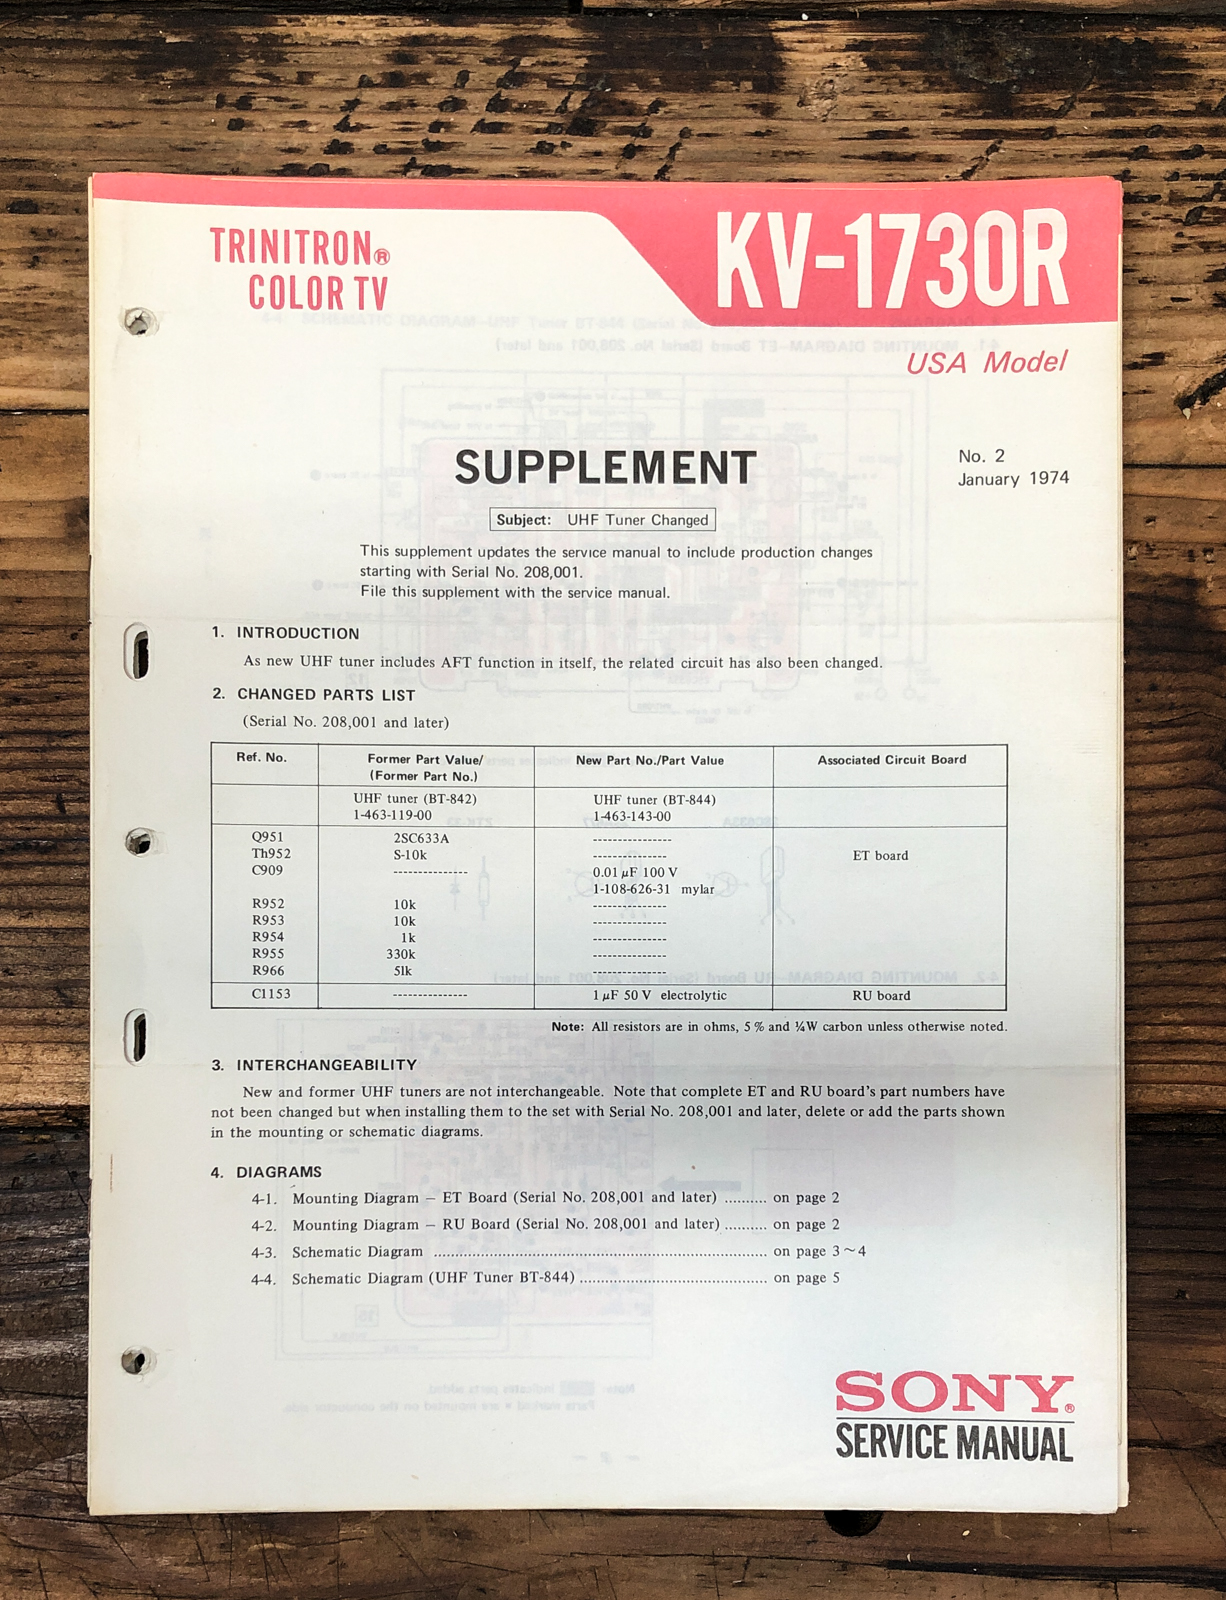 TRINITRON®
COLOR TV
KV-1730R
USA Model
SUPPLEMENT
No. 2
January 1974
Subject: UHF Tuner Changed
This supplement updates the service manual to include production changes
starting with Serial No. 208,001.
File this supplement with the service manual.
1. INTRODUCTION
As new UHF tuner includes AFT function in itself, the related circuit has also been changed.
2. CHANGED PARTS LIST
(Serial No. 208,001 and later)
Ref. No. Former Part Value/ New Part No./Part Value Associated Circuit Board
(Former Part No.)
UHF tuner (BT-842) UHF tuner (BT-844)
1-463-119-00 1-463-143-00
Q951 2SC633A ----------------
Th952 S-10k --------------- ET board
C909 --------------- 0.01 µF 100 V
1-108-626-31 mylar
R952 10k ---------------
R953 10k ---------------
R954 1k ---------------
R955 330k ---------------
R966 51k ---------------
C1153 --------------- 1 µF 50 V electrolytic RU board
Note: All resistors are in ohms, 5 % and ¼W carbon unless otherwise noted.
3. INTERCHANGEABILITY
New and former UHF tuners are not interchangeable. Note that complete ET and RU board's part numbers have
not been changed but when installing them to the set with Serial No. 208,001 and later, delete or add the parts shown
in the mounting or schematic diagrams.
4. DIAGRAMS
4-1. Mounting Diagram – ET Board (Serial No. 208,001 and later) .......... on page 2
4-2. Mounting Diagram – RU Board (Serial No. 208,001 and later) .......... on page 2
4-3. Schematic Diagram ................................................................................ on page 3 ~ 4
4-4. Schematic Diagram (UHF Tuner BT-844) ............................................. on page 5
SONY®
SERVICE MANUAL